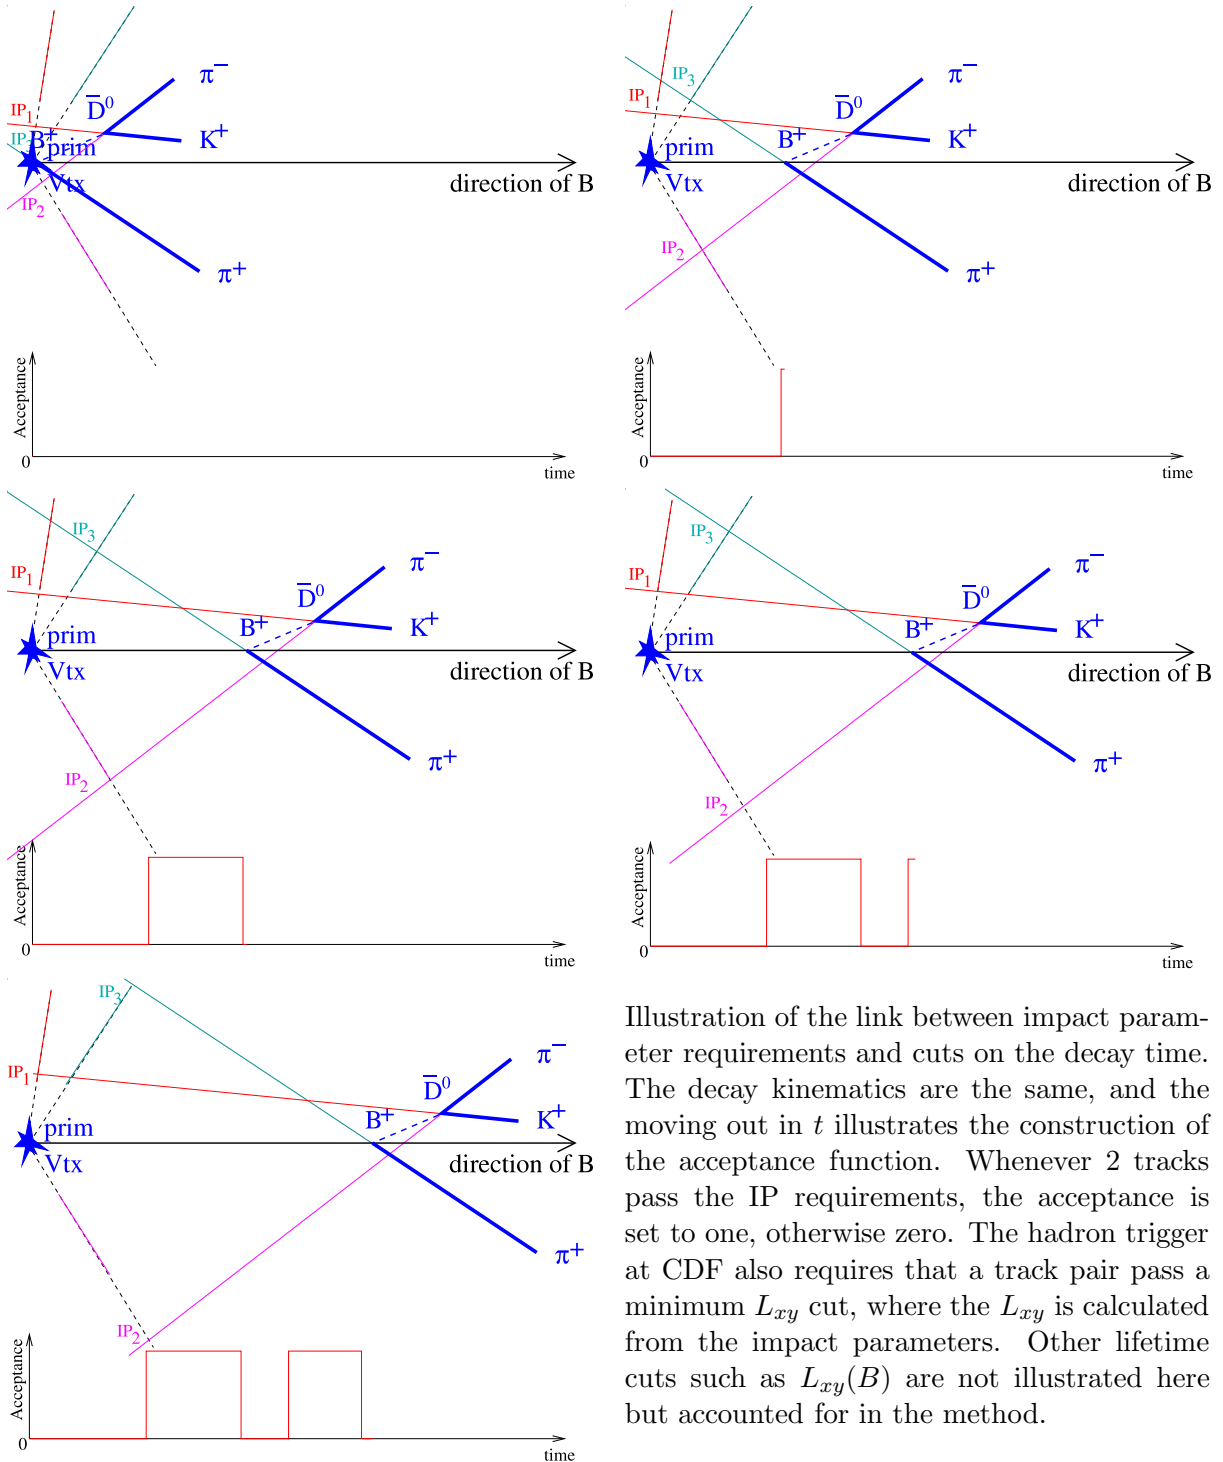 π−
D̅⁰
K+
IP1
IP3
B+
prim
Vtx
IP2
direction of B
π+
Acceptance
0
time
π−
IP3
D̅⁰
IP1
B+
K+
prim
Vtx
direction of B
IP2
π+
Acceptance
0
time
IP3
π−
IP1
D̅⁰
B+
K+
prim
Vtx
direction of B
IP2
π+
Acceptance
0
time
IP3
π−
IP1
D̅⁰
B+
K+
prim
Vtx
direction of B
IP2
π+
Acceptance
0
time
IP3
π−
IP1
D̅⁰
B+
K+
prim
Vtx
direction of B
π+
IP2
Acceptance
0
time
Illustration of the link between impact param-
eter requirements and cuts on the decay time.
The decay kinematics are the same, and the
moving out in t illustrates the construction of
the acceptance function. Whenever 2 tracks
pass the IP requirements, the acceptance is
set to one, otherwise zero. The hadron trigger
at CDF also requires that a track pair pass a
minimum Lxy cut, where the Lxy is calculated
from the impact parameters. Other lifetime
cuts such as Lxy(B) are not illustrated here
but accounted for in the method.